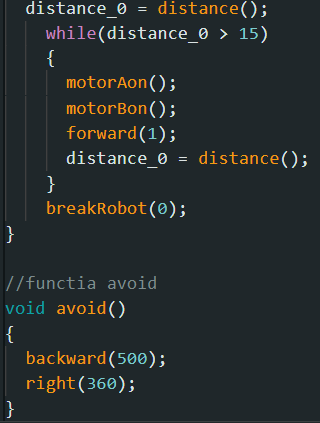 distance_0 = distance();
while(distance_0 > 15)
{
motorAon();
motorBon();
forward(1);
distance_0 = distance();
}
breakRobot(0);
}
//functia avoid
void avoid()
{
backward(500);
right(360);
}